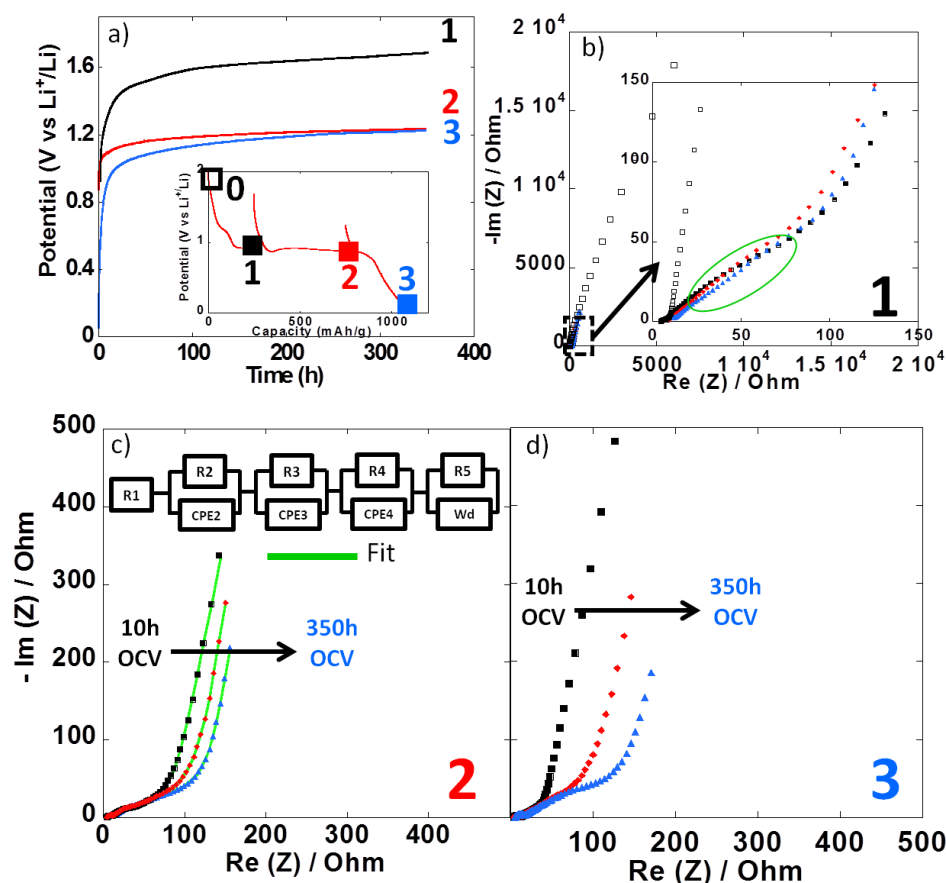 a)
Potential (V vs Li⁺/Li)
1.6
1.2
0.8
0.4
0
1
2
3
Potential (V vs Li⁺/Li)
2
1
0
0
1
2
3
0
500
1000
Capacity (mAh/g)
0 100 200 300 400
Time (h)
b)
-Im (Z) / Ohm
2 10⁴
1.5 10⁴
1 10⁴
5000
0
150
100
50
0
0 50 100 150
1
0 5000 1 10⁴ 1.5 10⁴ 2 10⁴
Re (Z) / Ohm
c)
- Im (Z) / Ohm
500
400
300
200
100
0
R1
R2
CPE2
R3
CPE3
R4
CPE4
R5
Wd
Fit
10h
OCV
350h
OCV
2
0 100 200 300 400
Re (Z) / Ohm
d)
10h
OCV
350h
OCV
3
0 100 200 300 400 500
Re (Z) / Ohm